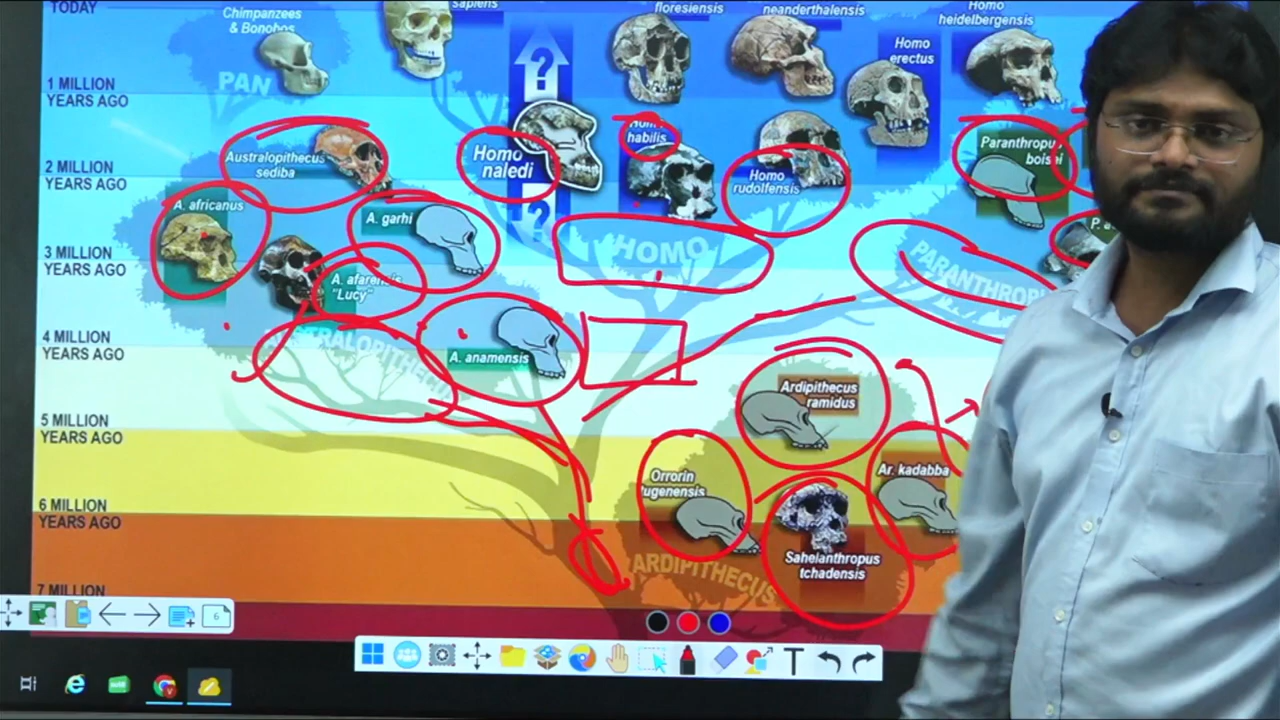 TODAY
Chimpanzees
& Bonobos
sapiens
floresiensis
neanderthalensis
Homo
heidelbergensis
Homo
erectus
PAN
1 MILLION
YEARS AGO
?
Homo
habilis
Australopithecus
sediba
Homo
naledi
Homo
rudolfensis
boisei
2 MILLION
YEARS AGO
?
A. africanus
A. garhi
HOMO
3 MILLION
YEARS AGO
A. afarensis
"Lucy"
4 MILLION
YEARS AGO
A. anamensis
Ardipithecus
ramidus
5 MILLION
YEARS AGO
Orrorin
tugenensis
Ar. kadabba
6 MILLION
YEARS AGO
Sahelanthropus
tchadensis
ARDIPITHECUS
7 MILLION
6
T